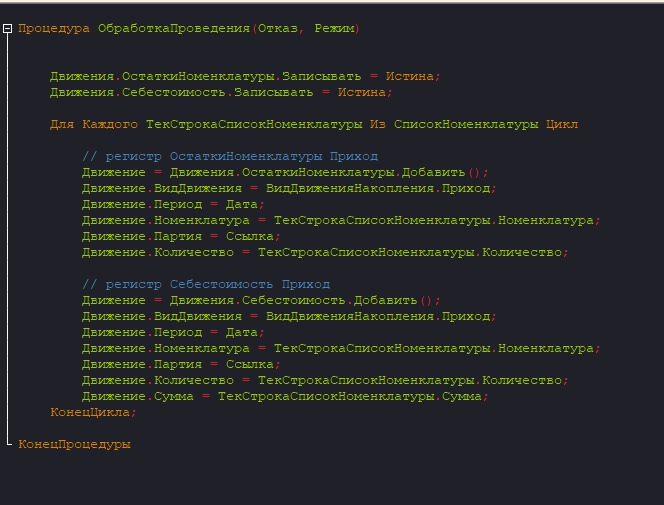 Процедура ОбработкаПроведения(Отказ, Режим)
Движения.ОстаткиНоменклатуры.Записывать = Истина;
Движения.Себестоимость.Записывать = Истина;
Для Каждого ТекСтрокаСписокНоменклатуры Из СписокНоменклатуры Цикл
// регистр ОстаткиНоменклатуры Приход
Движение = Движения.ОстаткиНоменклатуры.Добавить();
Движение.ВидДвижения = ВидДвиженияНакопления.Приход;
Движение.Период = Дата;
Движение.Номенклатура = ТекСтрокаСписокНоменклатуры.Номенклатура;
Движение.Партия = Ссылка;
Движение.Количество = ТекСтрокаСписокНоменклатуры.Количество;
// регистр Себестоимость Приход
Движение = Движения.Себестоимость.Добавить();
Движение.ВидДвижения = ВидДвиженияНакопления.Приход;
Движение.Период = Дата;
Движение.Номенклатура = ТекСтрокаСписокНоменклатуры.Номенклатура;
Движение.Партия = Ссылка;
Движение.Количество = ТекСтрокаСписокНоменклатуры.Количество;
Движение.Сумма = ТекСтрокаСписокНоменклатуры.Сумма;
КонецЦикла;
КонецПроцедуры